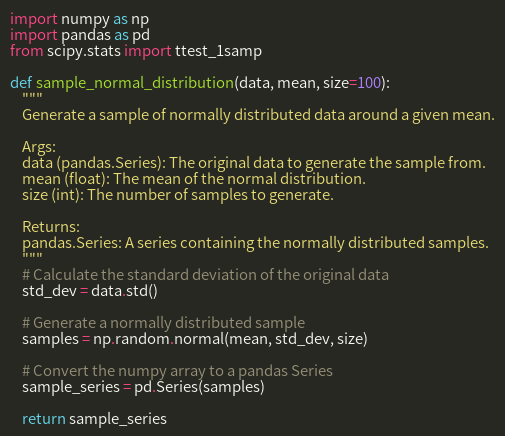 import numpy as np
import pandas as pd
from scipy.stats import ttest_1samp

def sample_normal_distribution(data, mean, size=100):
    """
    Generate a sample of normally distributed data around a given mean.

    Args:
    data (pandas.Series): The original data to generate the sample from.
    mean (float): The mean of the normal distribution.
    size (int): The number of samples to generate.

    Returns:
    pandas.Series: A series containing the normally distributed samples.
    """
    # Calculate the standard deviation of the original data
    std_dev = data.std()

    # Generate a normally distributed sample
    samples = np.random.normal(mean, std_dev, size)

    # Convert the numpy array to a pandas Series
    sample_series = pd.Series(samples)

    return sample_series